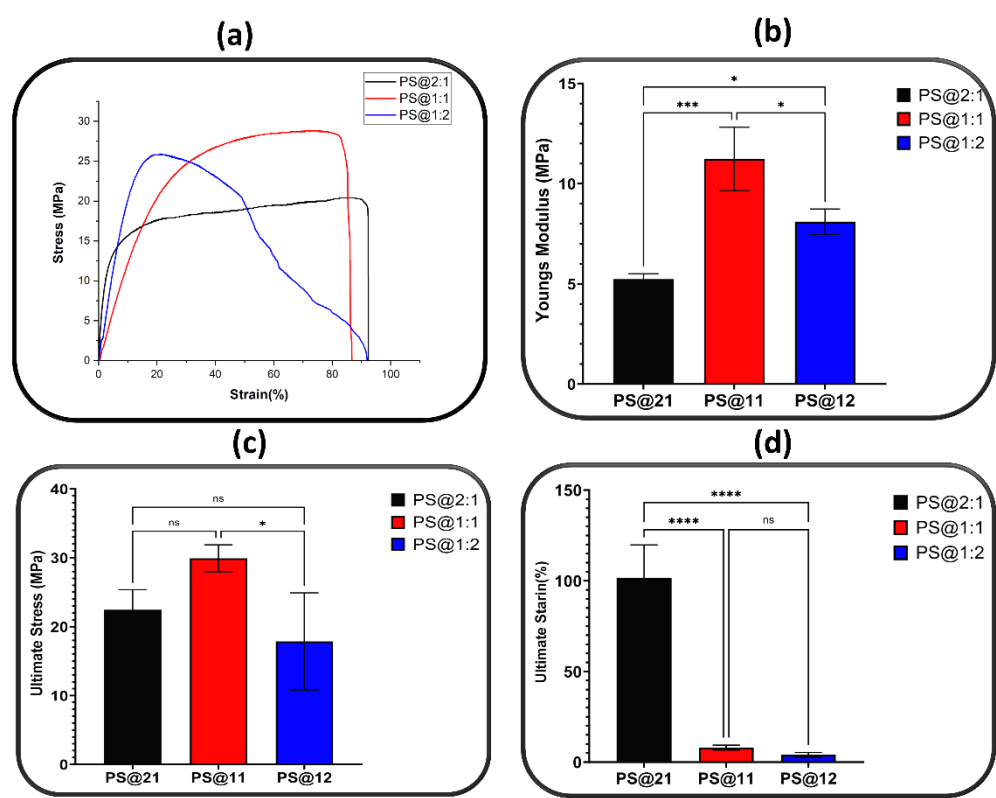 (a)
PS@2:1
PS@1:1
PS@1:2
Stress (MPa)
30
25
20
15
10
5
0
0 20 40 60 80 100
Strain(%)
(b)
PS@2:1
PS@1:1
PS@1:2
Youngs Modulus (MPa)
15
10
5
0
*
*** *
PS@21 PS@11 PS@12
(c)
PS@2:1
PS@1:1
PS@1:2
Ultimate Stress (MPa)
40
30
20
10
0
ns
ns *
PS@21 PS@11 PS@12
(d)
PS@2:1
PS@1:1
PS@1:2
Ultimate Starin(%)
150
100
50
0
****
**** ns
PS@21 PS@11 PS@12